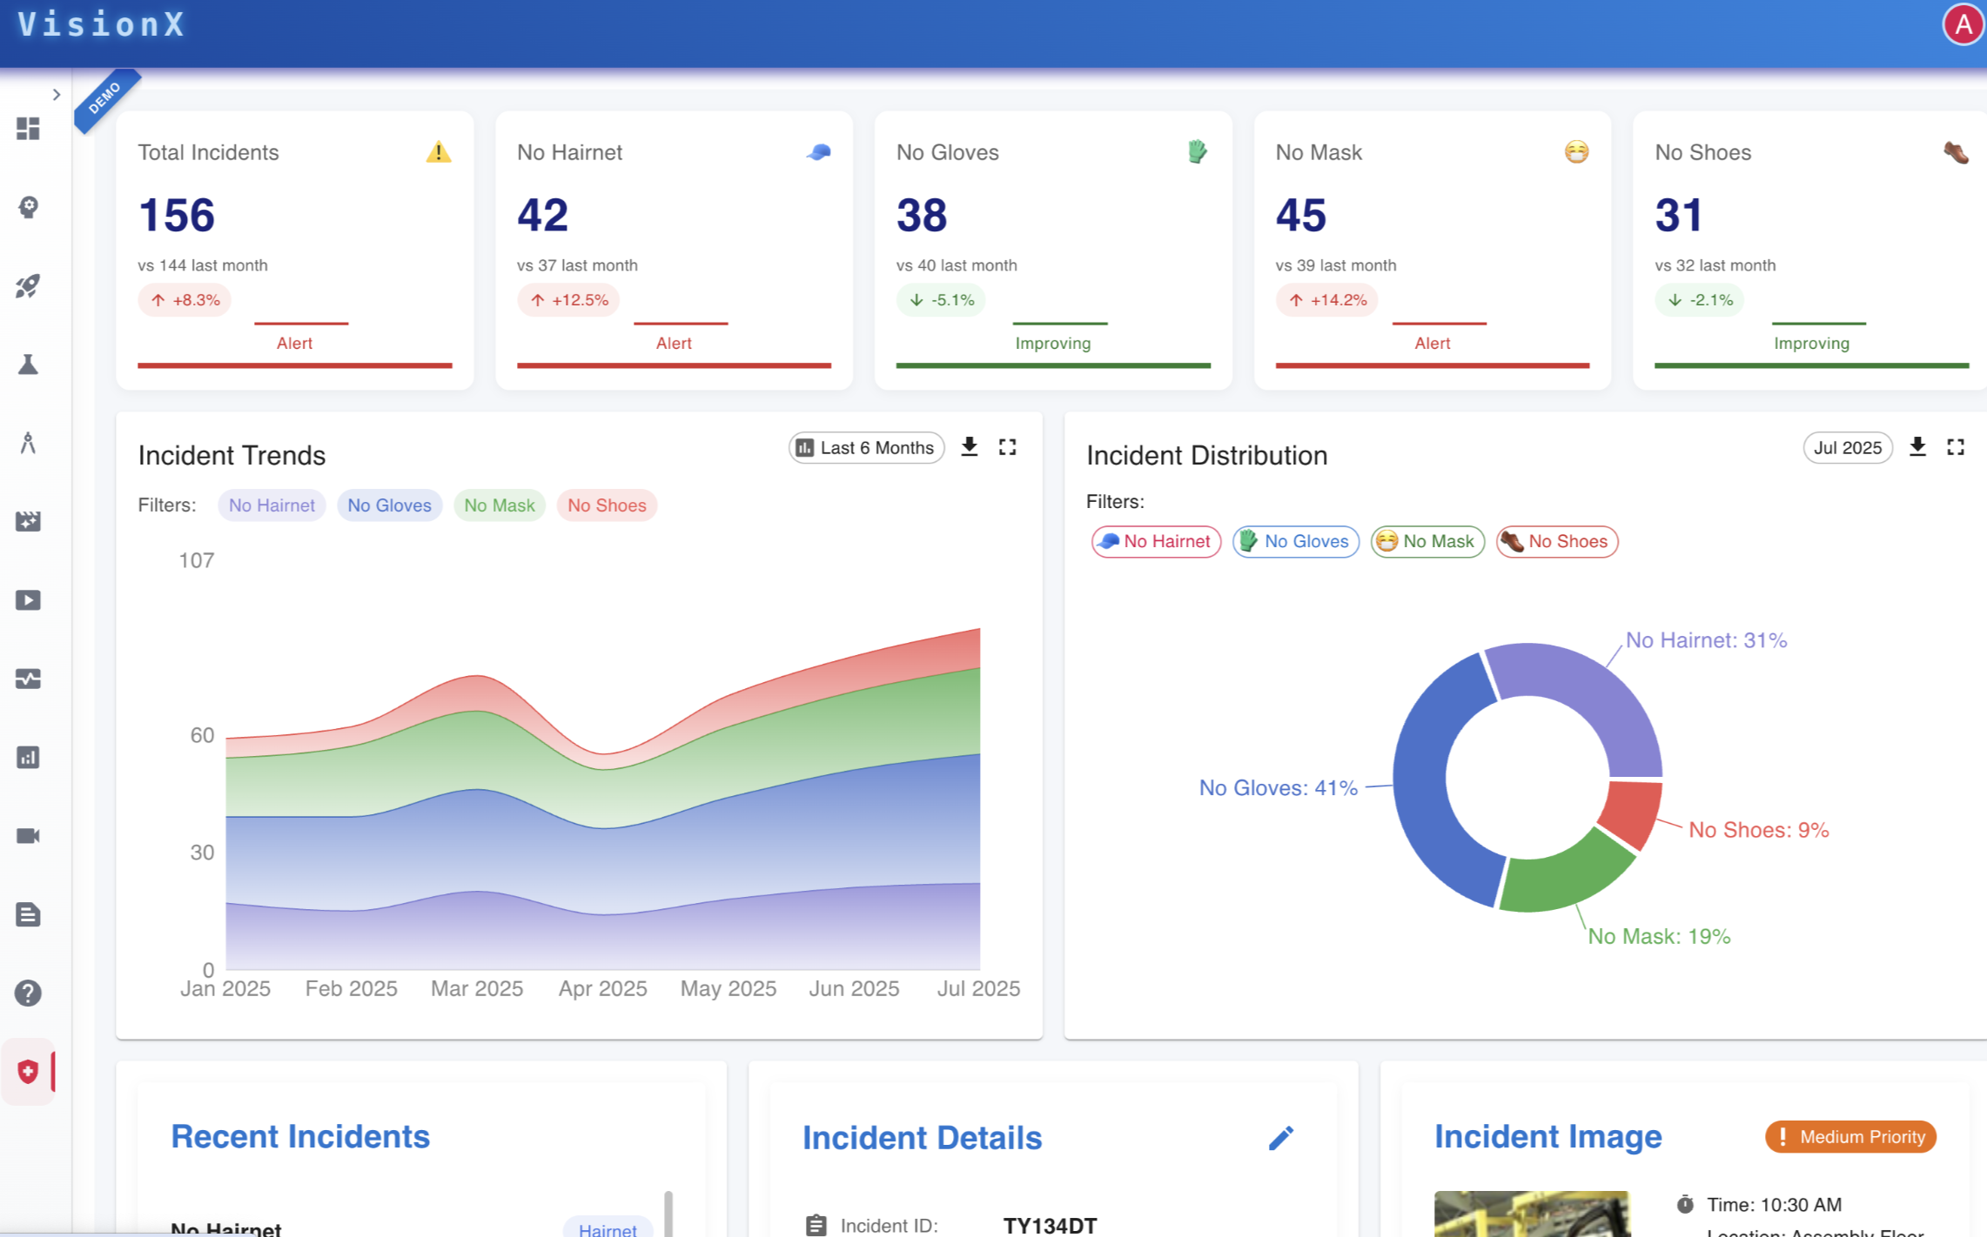 VisionX
A
DEMO
Total Incidents
156
vs 144 last month
+8.3%
Alert
No Hairnet
42
vs 37 last month
+12.5%
Alert
No Gloves
38
vs 40 last month
-5.1%
Improving
No Mask
45
vs 39 last month
+14.2%
Alert
No Shoes
31
vs 32 last month
-2.1%
Improving
Incident Trends
Last 6 Months
Filters: No Hairnet No Gloves No Mask No Shoes
107
60
30
0
Jan 2025 Feb 2025 Mar 2025 Apr 2025 May 2025 Jun 2025 Jul 2025
Incident Distribution
Jul 2025
Filters:
No Hairnet No Gloves No Mask No Shoes
No Hairnet: 31%
No Gloves: 41%
No Shoes: 9%
No Mask: 19%
Recent Incidents
No Hairnet
Hairnet
Incident Details
Incident ID: TY134DT
Incident Image
Medium Priority
Time: 10:30 AM
Location: Assembly Floor